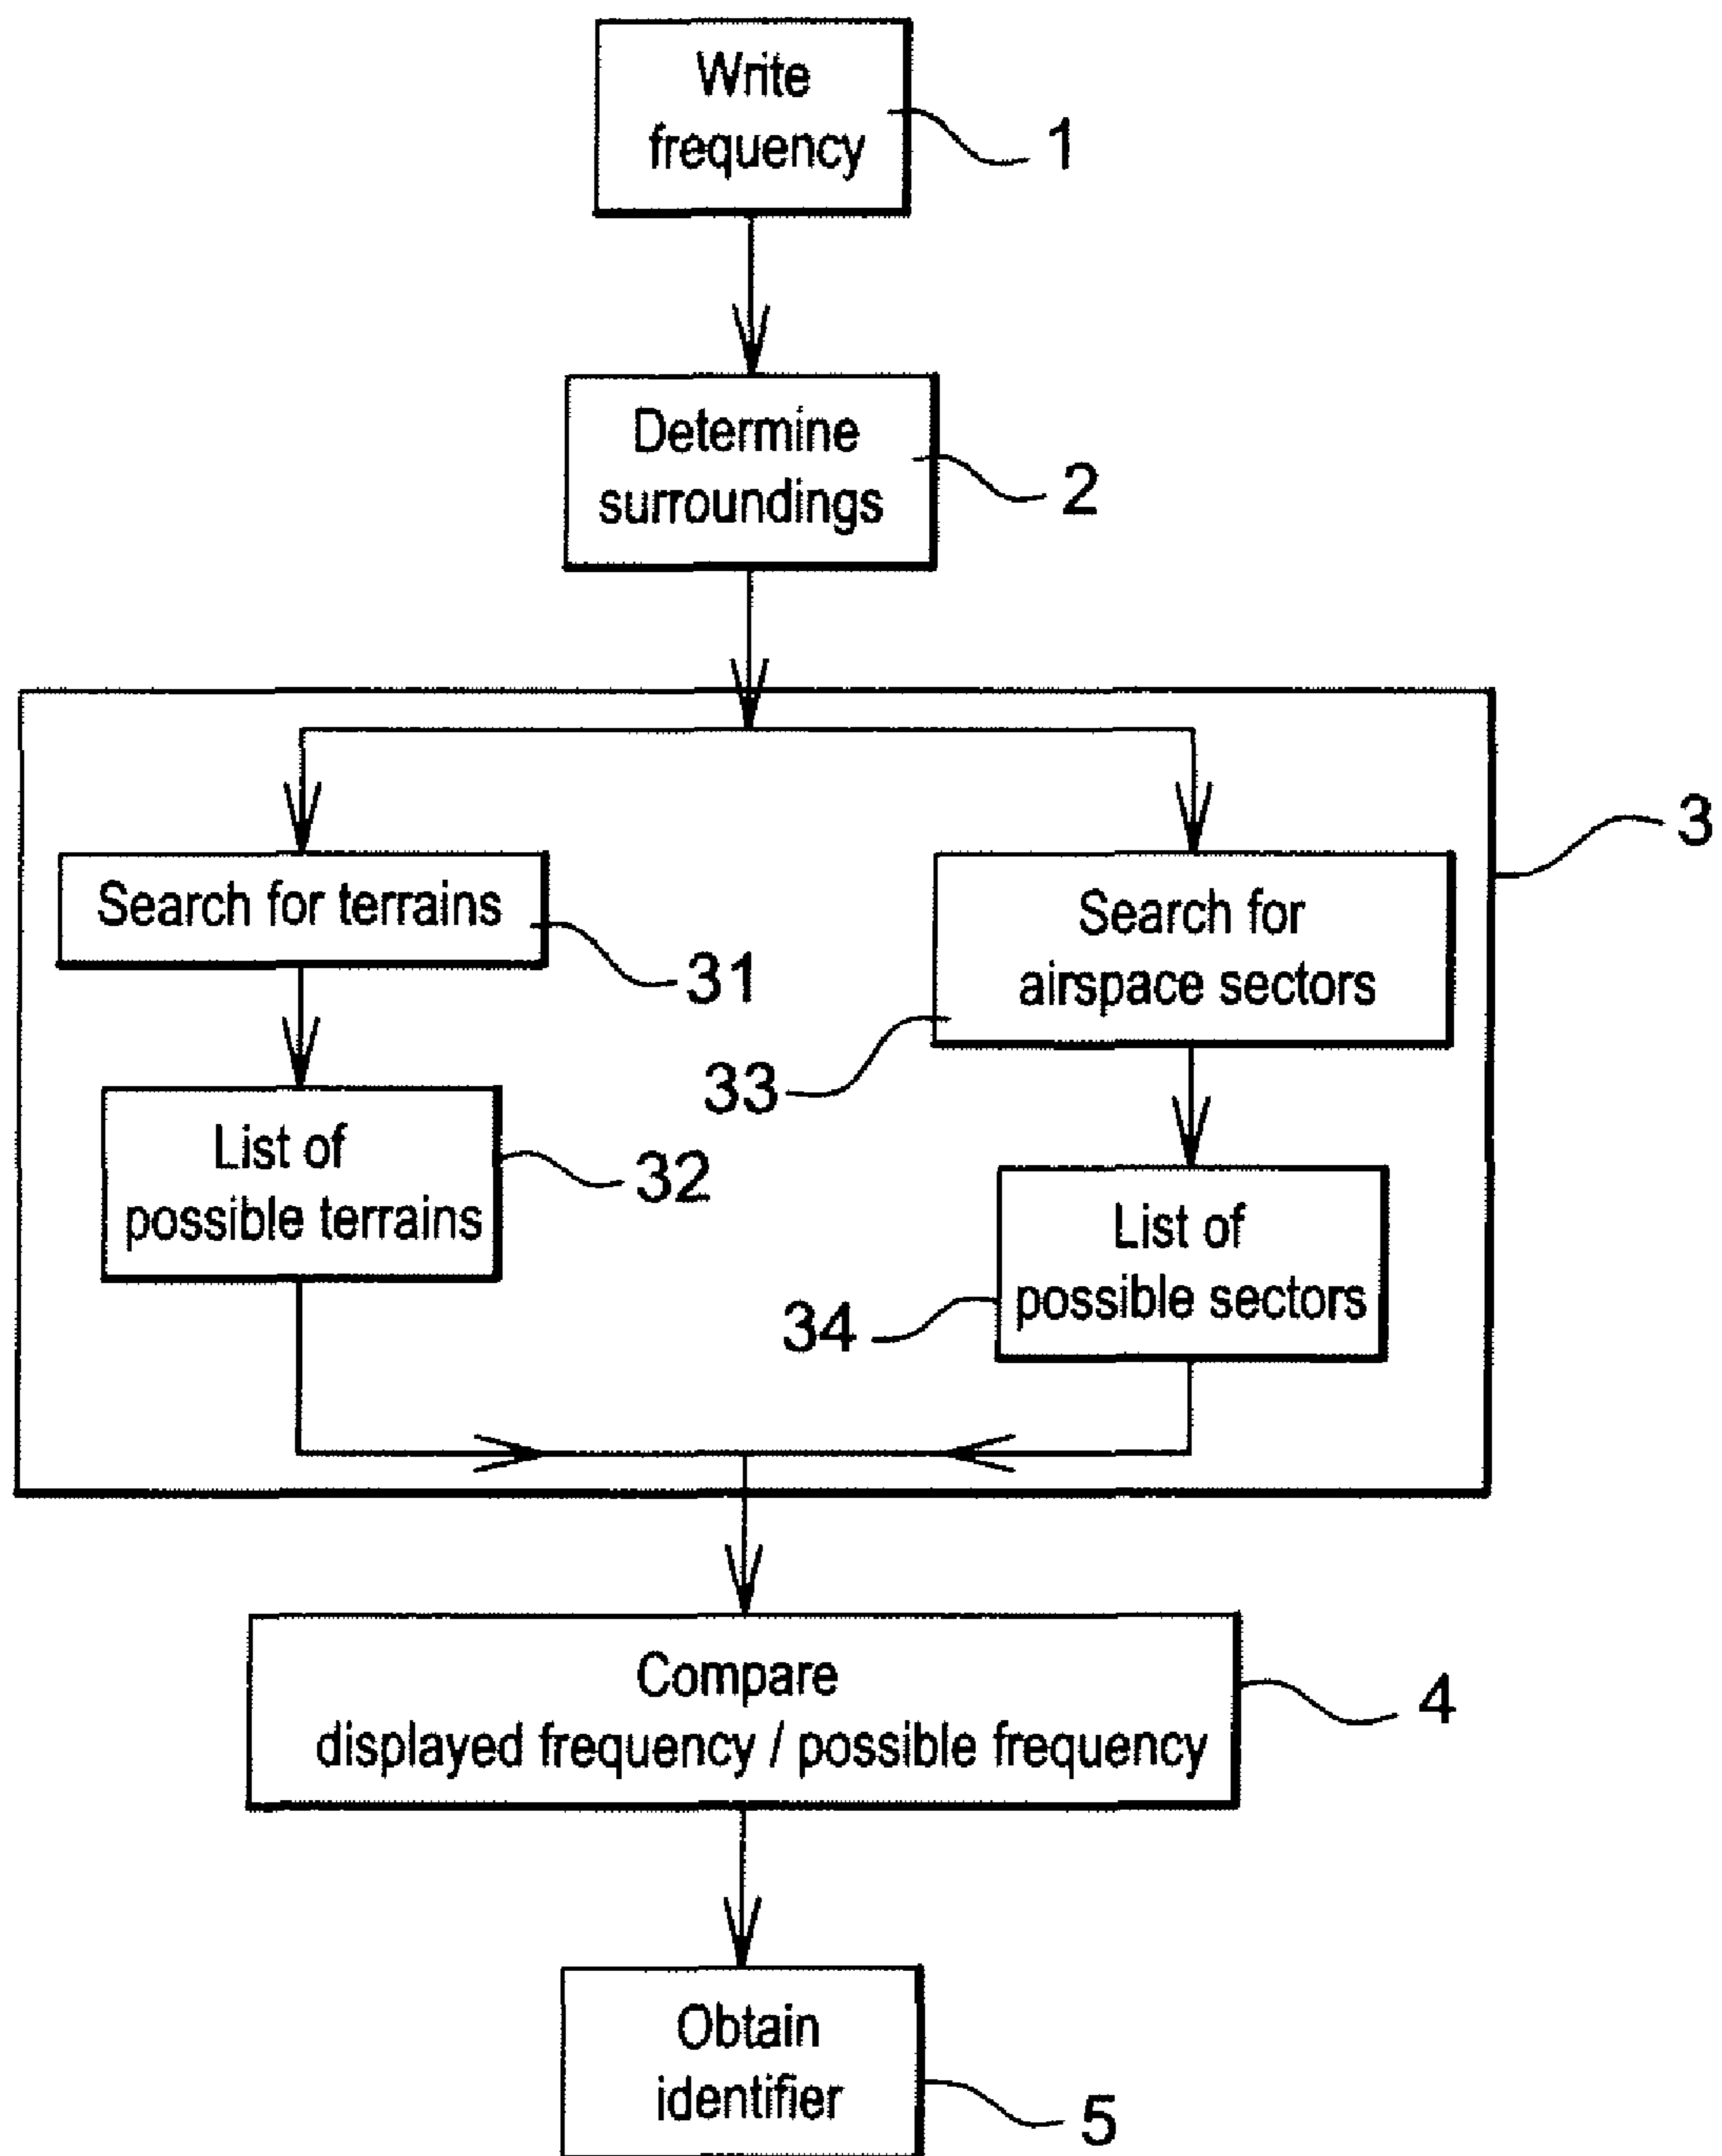 Write
frequency
1
Determine
surroundings
2
3
Search for terrains
31
Search for
airspace sectors
33
List of
possible terrains
32
List of
possible sectors
34
Compare
displayed frequency / possible frequency
4
Obtain
identifier
5